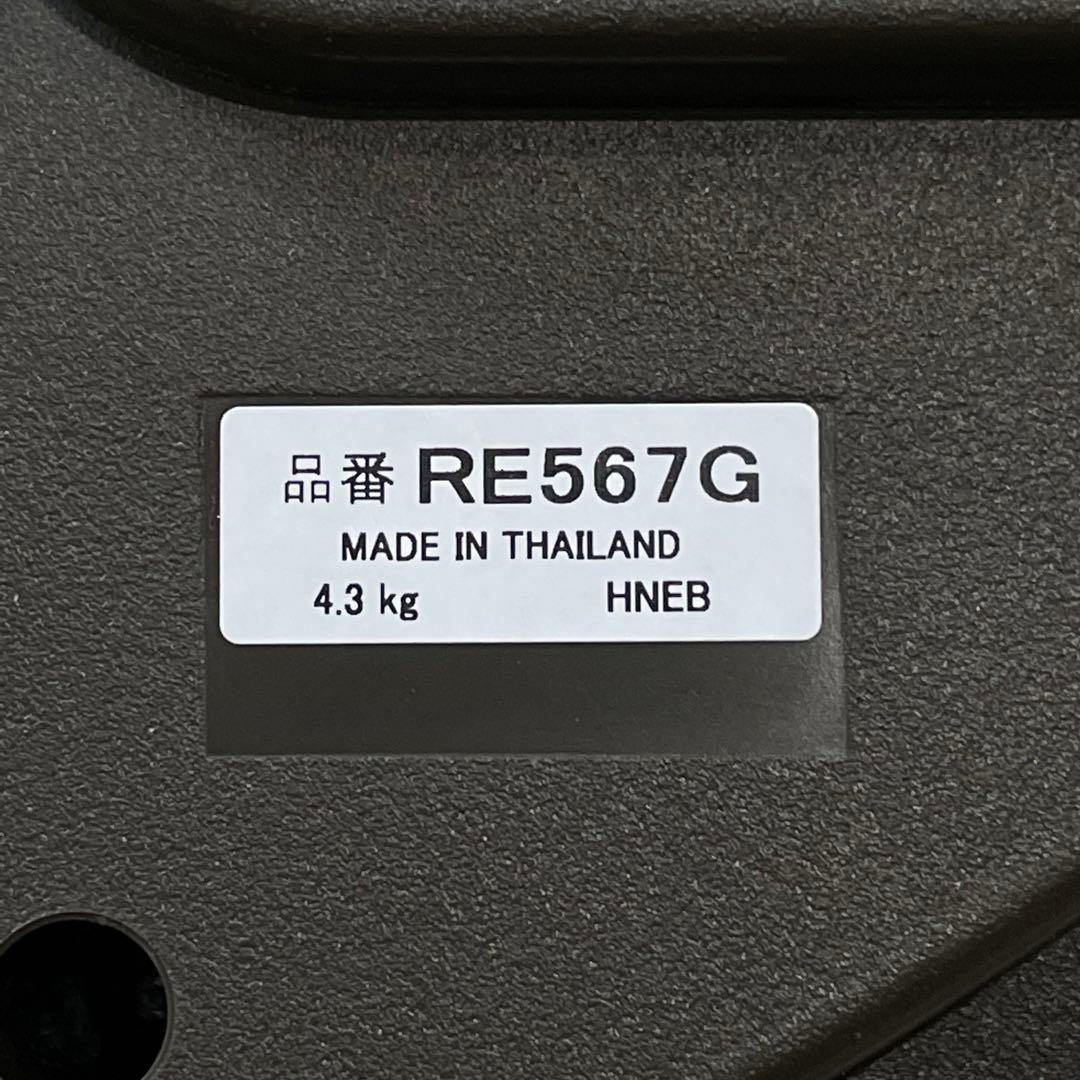 品番 RE567G
MADE IN THAILAND
4.3 kg HNEB